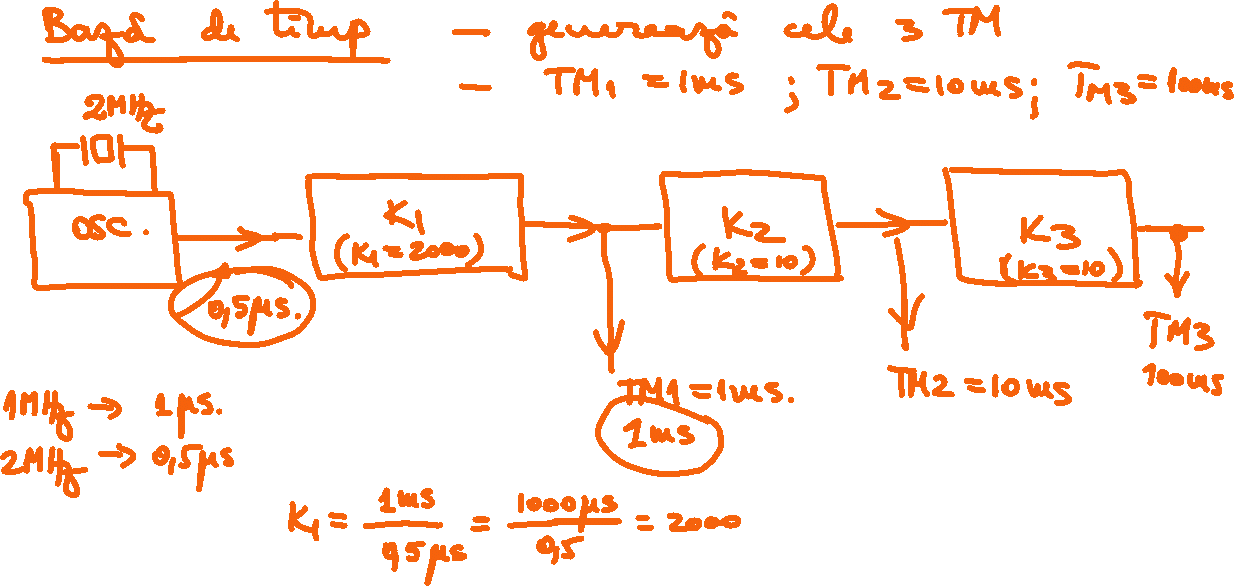 Bază de timp – generează cele 3 TM
– TM1 = 1ms ; TM2 = 10ms; TM3 = 100ms
2MHz
OSC.
K1
(K1 = 2000)
K2
(K2 = 10)
K3
(K3 = 10)
0,5μs.
TM1 = 1ms.
1ms
TM2 = 10ms
TM3
100ms
1MHz → 1μs.
2MHz → 0,5μs
K1 = 1ms / 0,5μs = 1000μs / 0,5 = 2000